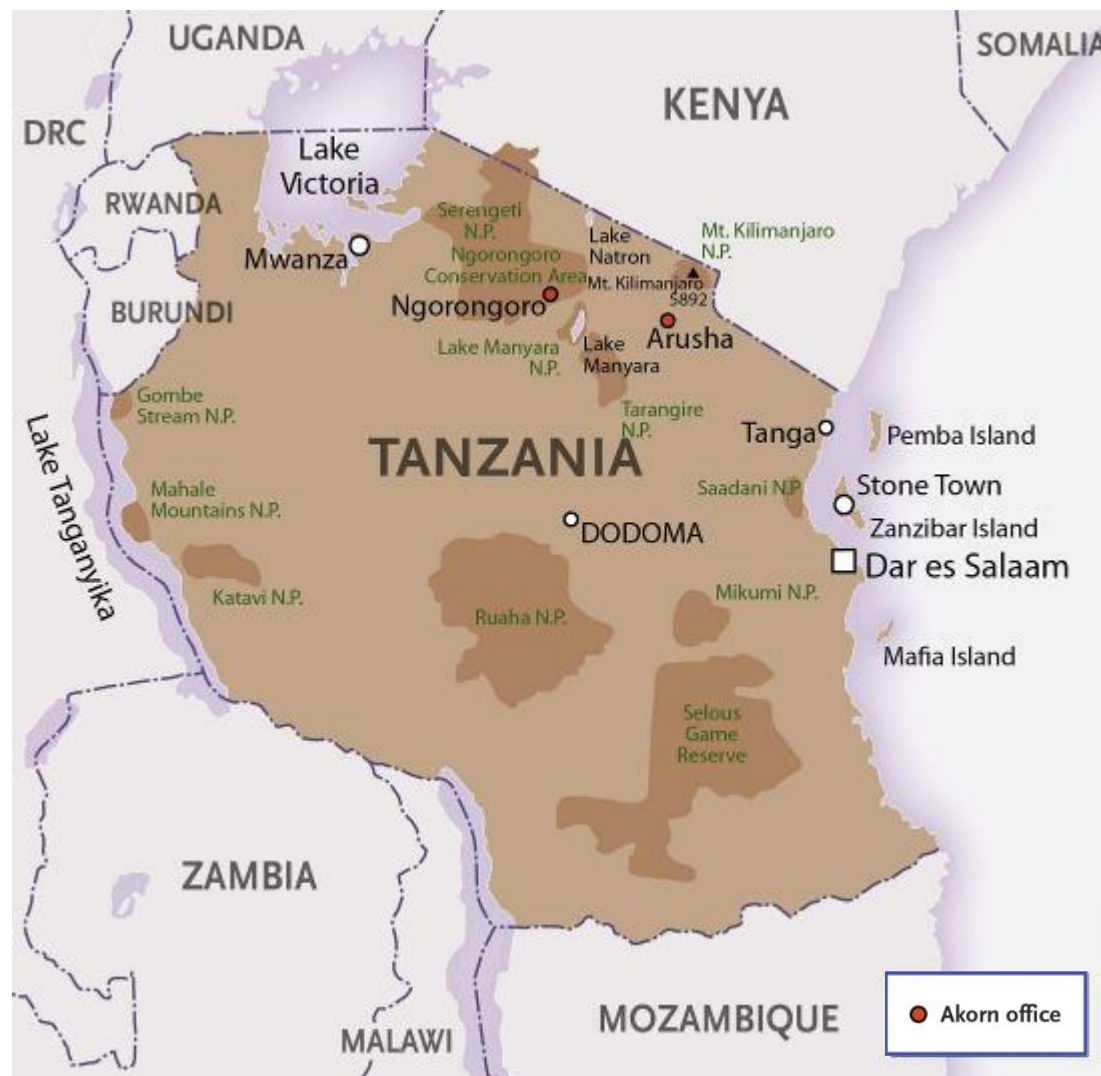 UGANDA
SOMALIA
KENYA
DRC
Lake
Victoria
RWANDA
Serengeti
N.P.
Lake
Natron
Mt. Kilimanjaro
N.P.
Mwanza
Ngorongoro
Conservation Area
Mt. Kilimanjaro
5892
Ngorongoro
BURUNDI
Arusha
Lake Manyara
N.P.
Lake
Manyara
Gombe
Stream N.P.
Tarangire
N.P.
Lake Tanganyika
TANZANIA
Tanga
Pemba Island
Mahale
Mountains N.P.
Saadani N.P.
Stone Town
DODOMA
Zanzibar Island
Dar es Salaam
Katavi N.P.
Ruaha N.P.
Mikumi N.P.
Mafia Island
Selous
Game
Reserve
ZAMBIA
MALAWI
MOZAMBIQUE
Akorn office